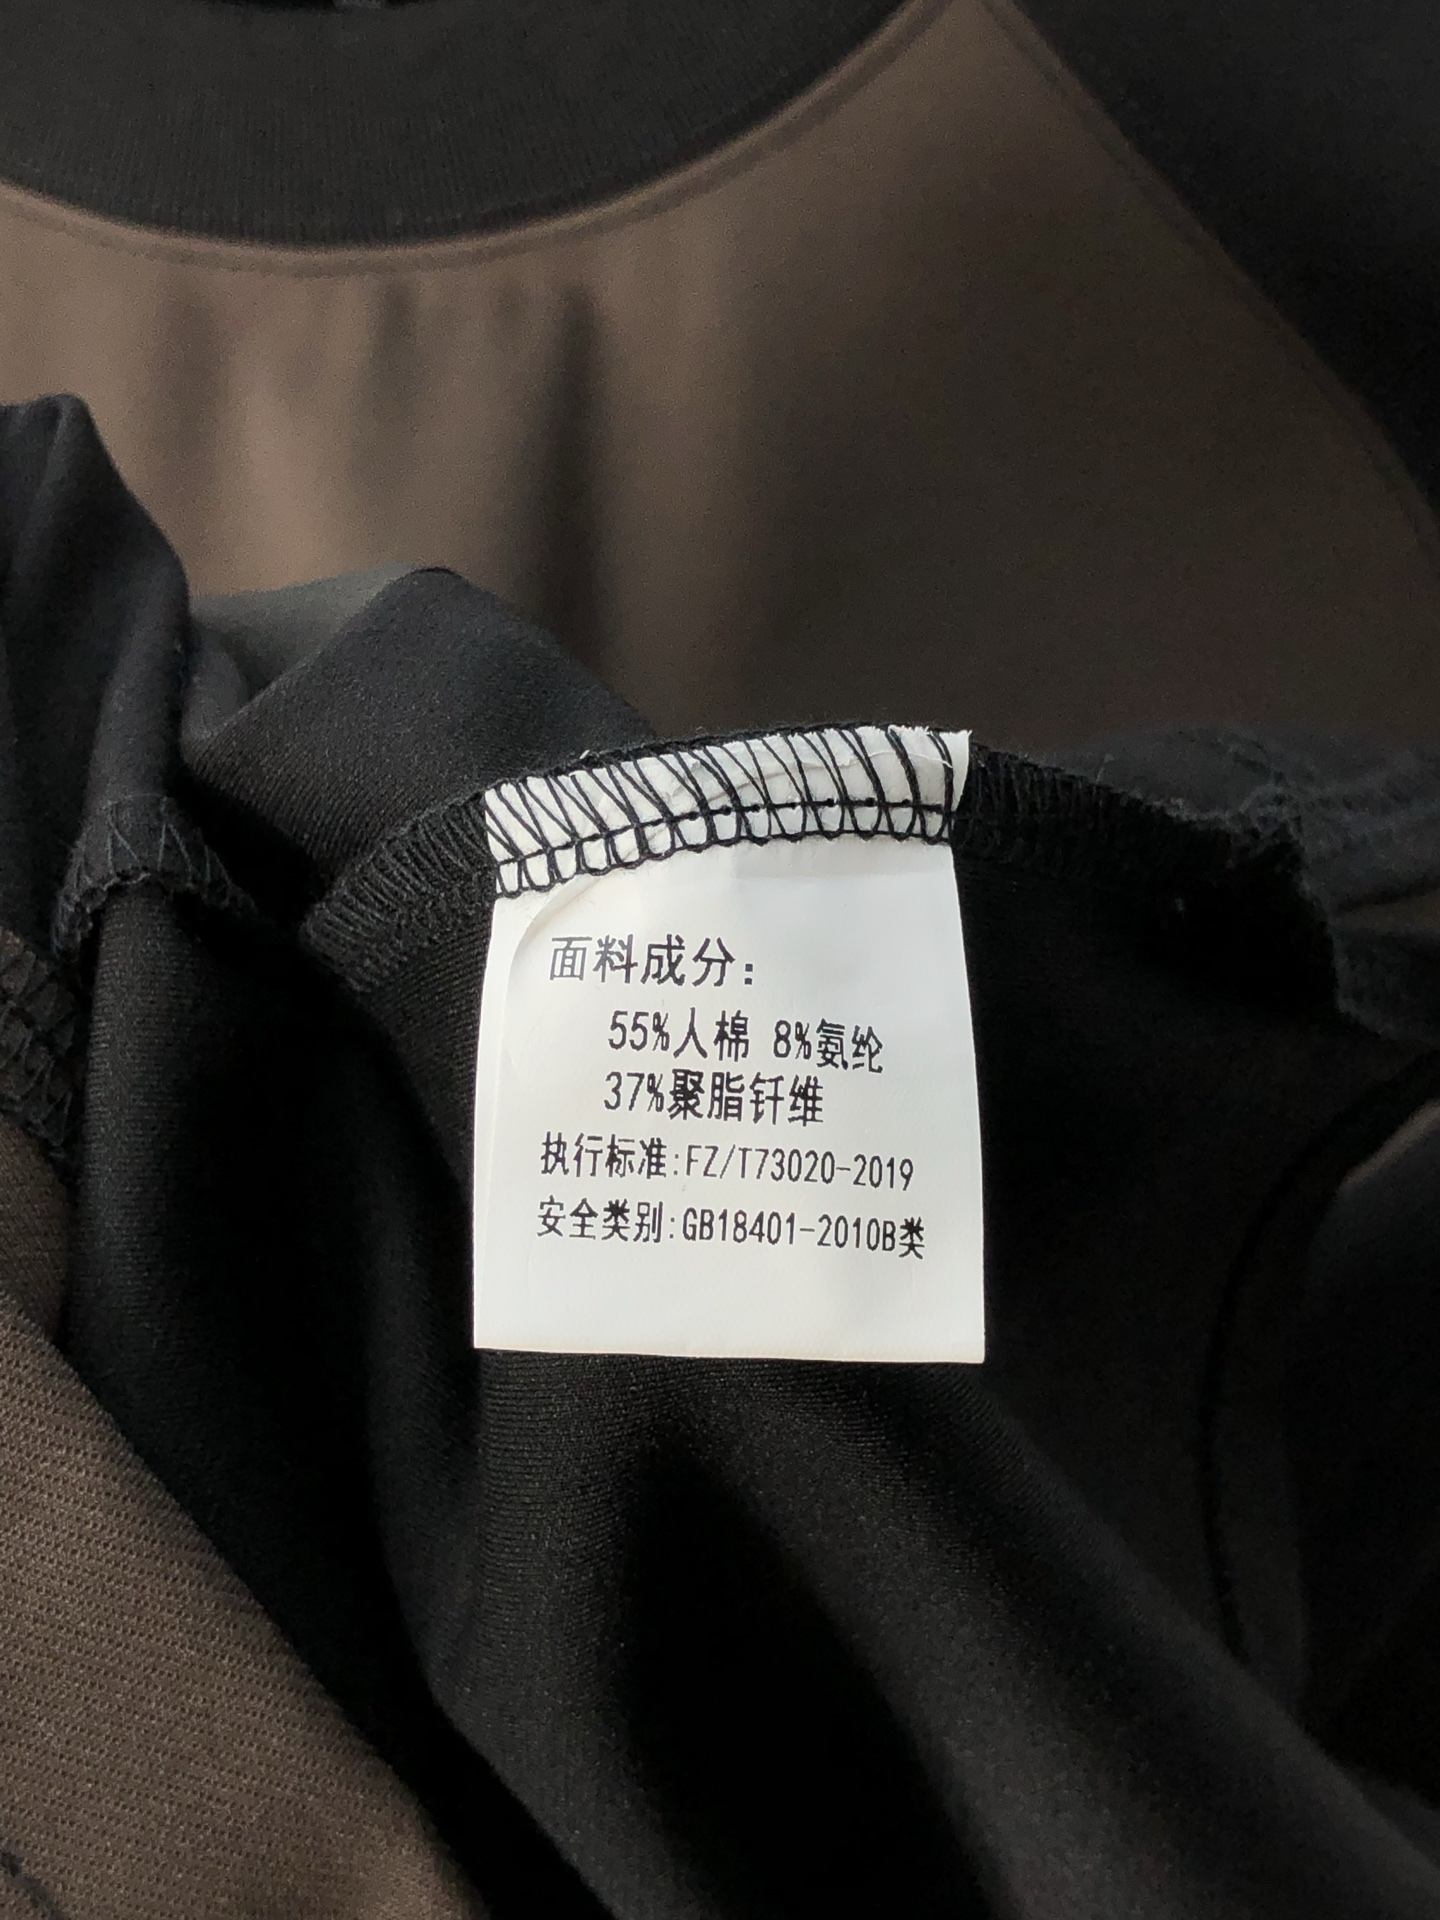 面料成分:
55%人棉 8%氨纶
37%聚脂钎维
执行标准:FZ/T73020-2019
安全类别:GB18401-2010B类